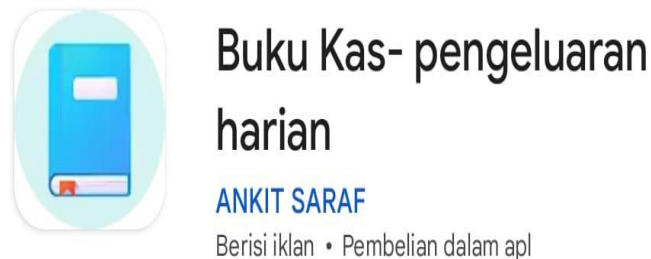 Buku Kas- pengeluaran
harian
ANKIT SARAF
Berisi iklan • Pembelian dalam apl